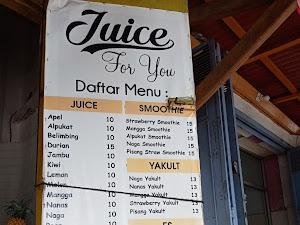 Juice
For You
Daftar Menu :
JUICE
Apel 10
Alpukat 10
Belimbing 10
Durian 15
Jambu 10
Kiwi 10
Lemon 10
Melon 10
Mangga 10
Nanas 10
Naga 10
SMOOTHIE
Strawberry Smoothie 15
Mangga Smoothie 15
Alpukat Smoothie 15
Naga Smoothie 15
Pisang Straw Smoothie 15
YAKULT
Naga Yakult 13
Nanas Yakult 13
Mangga Yakult 13
Strawberry Yakult 13
Pisang Yakult 13
ES